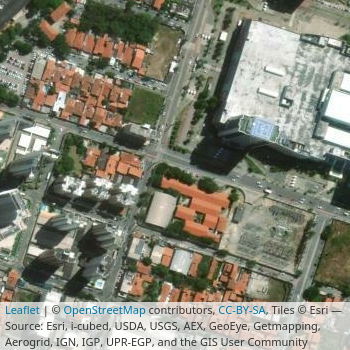 Leaflet | © OpenStreetMap contributors, CC-BY-SA, Tiles © Esri —
Source: Esri, i-cubed, USDA, USGS, AEX, GeoEye, Getmapping,
Aerogrid, IGN, IGP, UPR-EGP, and the GIS User Community